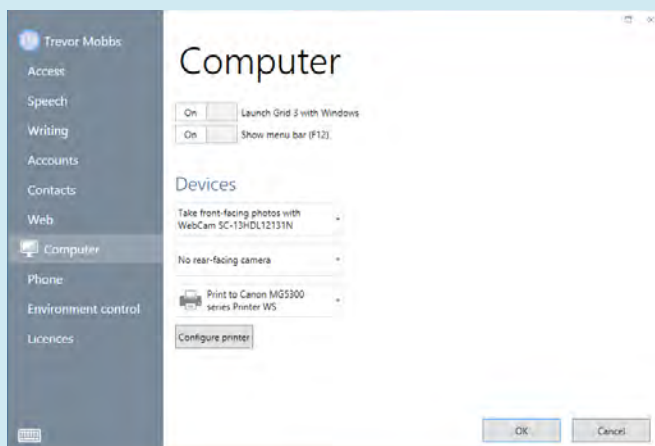 Trevor Mobbs
Access
Speech
Writing
Accounts
Contacts
Web
Computer
Phone
Environment control
Licences
Computer
On Launch Grid 3 with Windows
On Show menu bar (F12)
Devices
Take front-facing photos with
WebCam SC-13HDL12131N
No rear-facing camera
Print to Canon MG5300
series Printer WS
Configure printer
OK Cancel